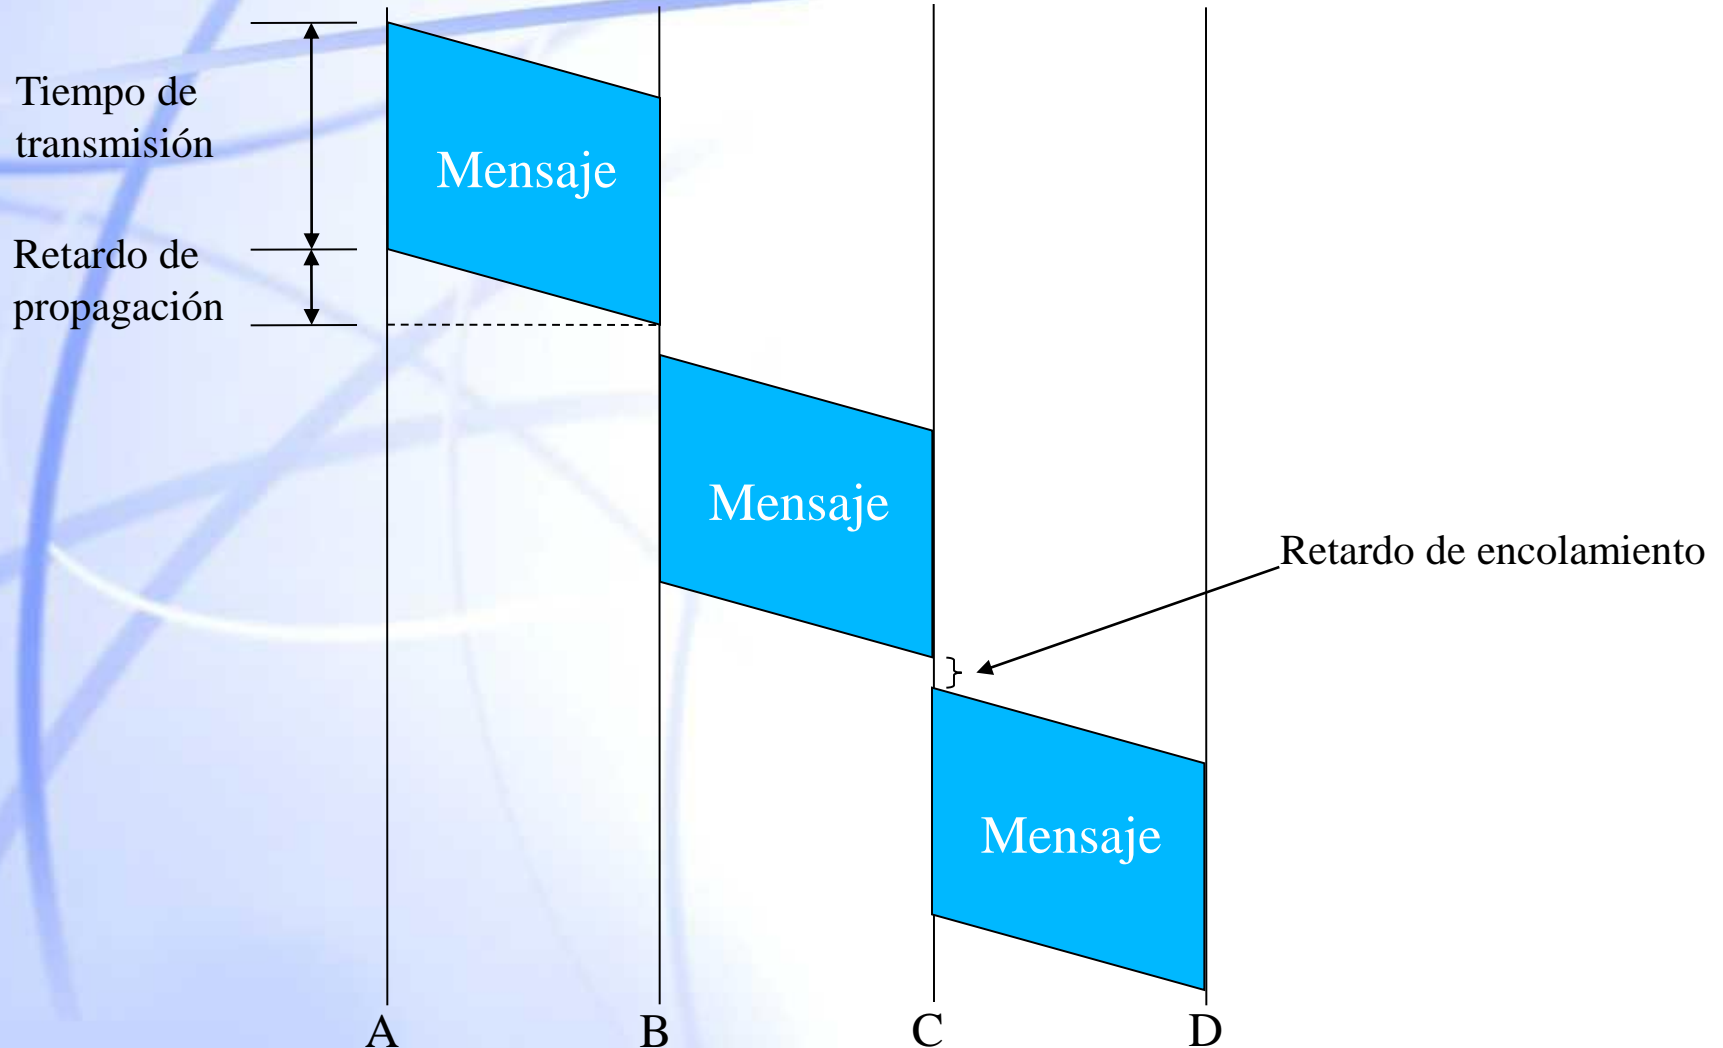 Tiempo de
transmisión
Mensaje
Retardo de
propagación
Mensaje
Retardo de encolamiento
Mensaje
A
B
C
D